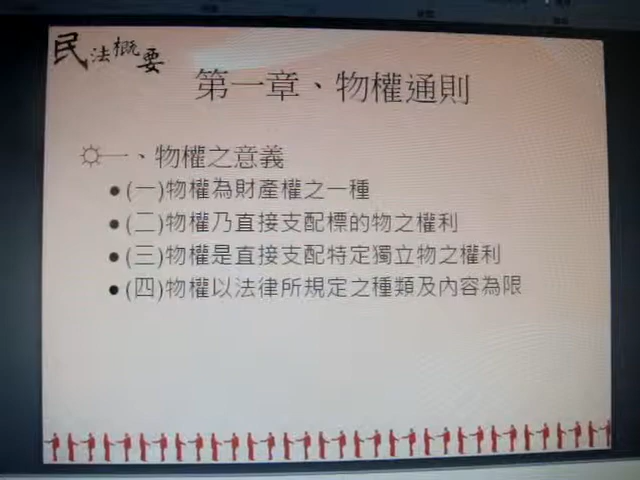 民法概要
第一章、物權通則
一、物權之意義
(一)物權為財產權之一種
(二)物權乃直接支配標的物之權利
(三)物權是直接支配特定獨立物之權利
(四)物權以法律所規定之種類及內容為限